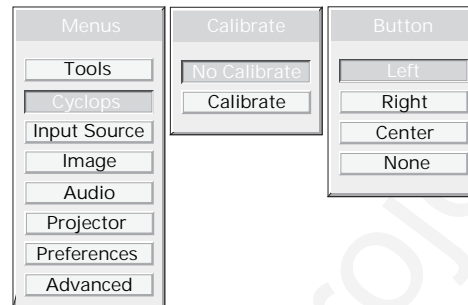 Menus
Tools
Cyclops
Input Source
Image
Audio
Projector
Preferences
Advanced
Calibrate
No Calibrate
Calibrate
Button
Left
Right
Center
None